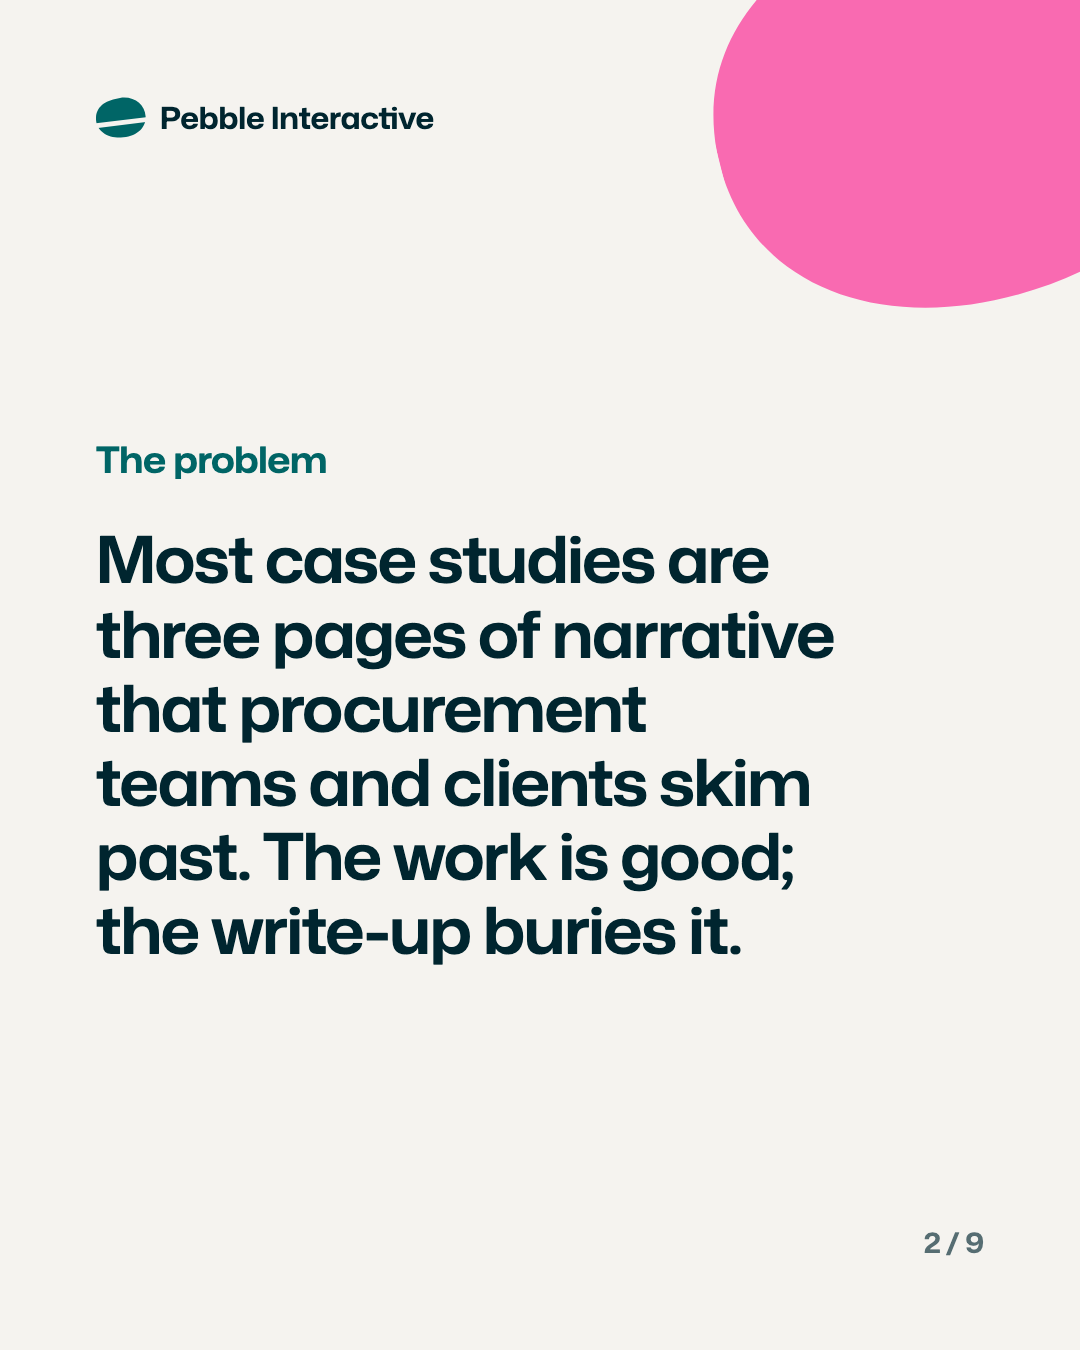 Pebble Interactive
The problem
Most case studies are
three pages of narrative
that procurement
teams and clients skim
past. The work is good;
the write-up buries it.
2 / 9